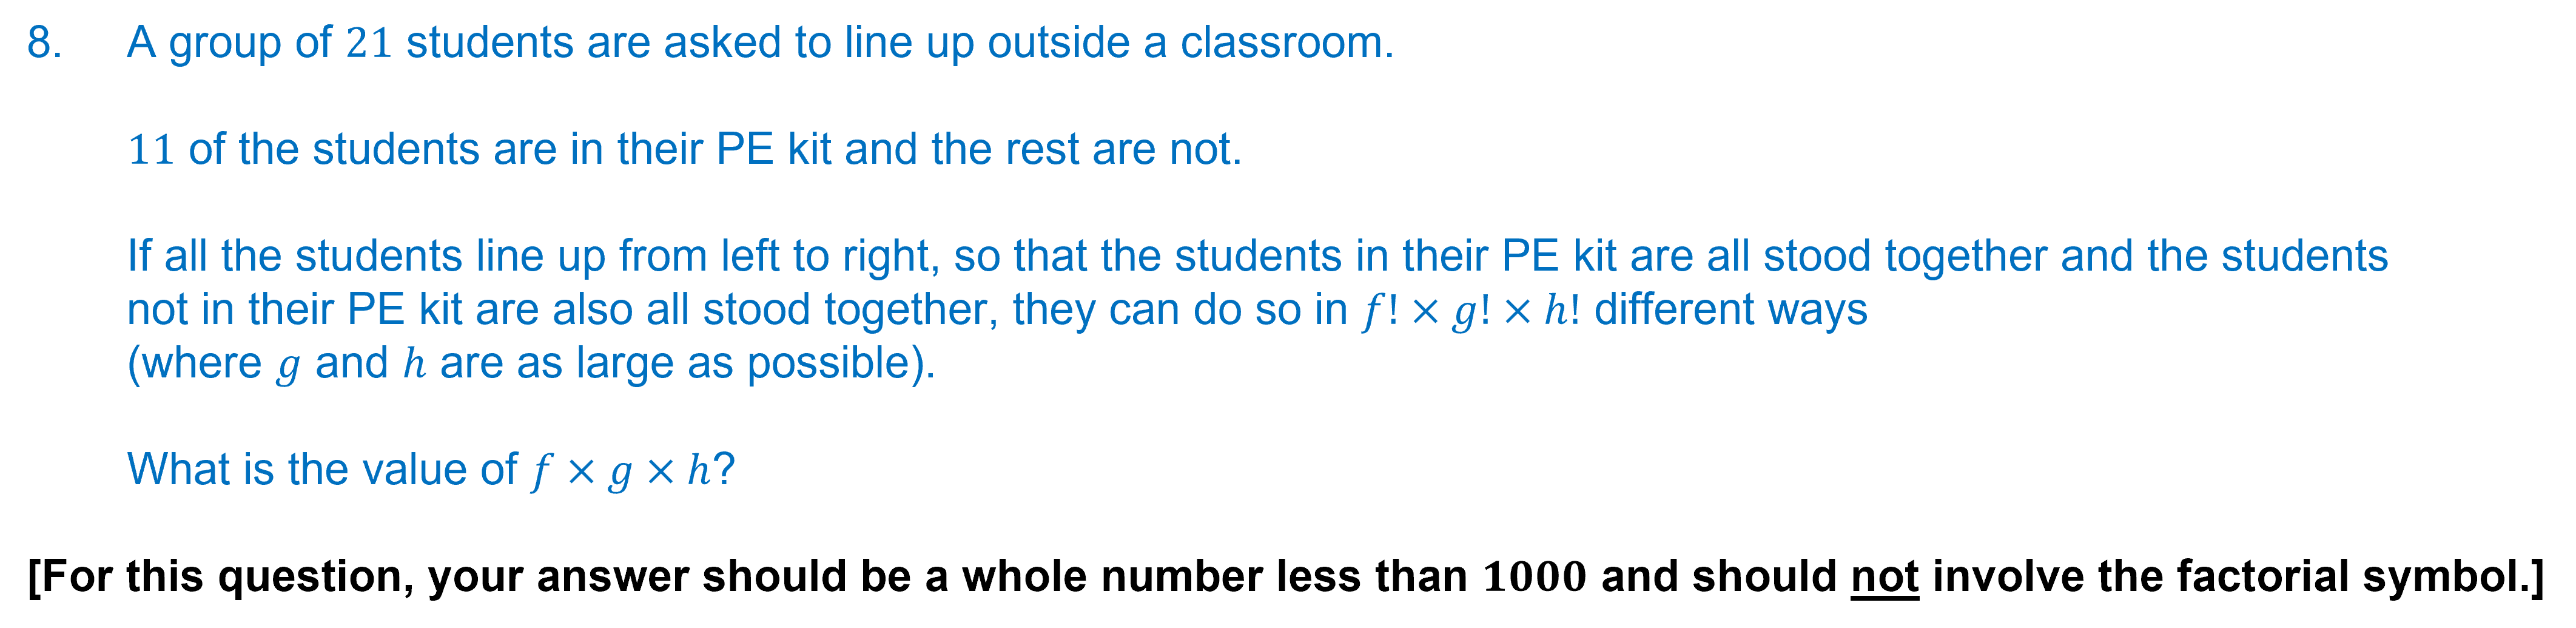 8. A group of 21 students are asked to line up outside a classroom.
11 of the students are in their PE kit and the rest are not.
If all the students line up from left to right, so that the students in their PE kit are all stood together and the students
not in their PE kit are also all stood together, they can do so in f! × g! × h! different ways
(where g and h are as large as possible).
What is the value of f × g × h?
[For this question, your answer should be a whole number less than 1000 and should not involve the factorial symbol.]